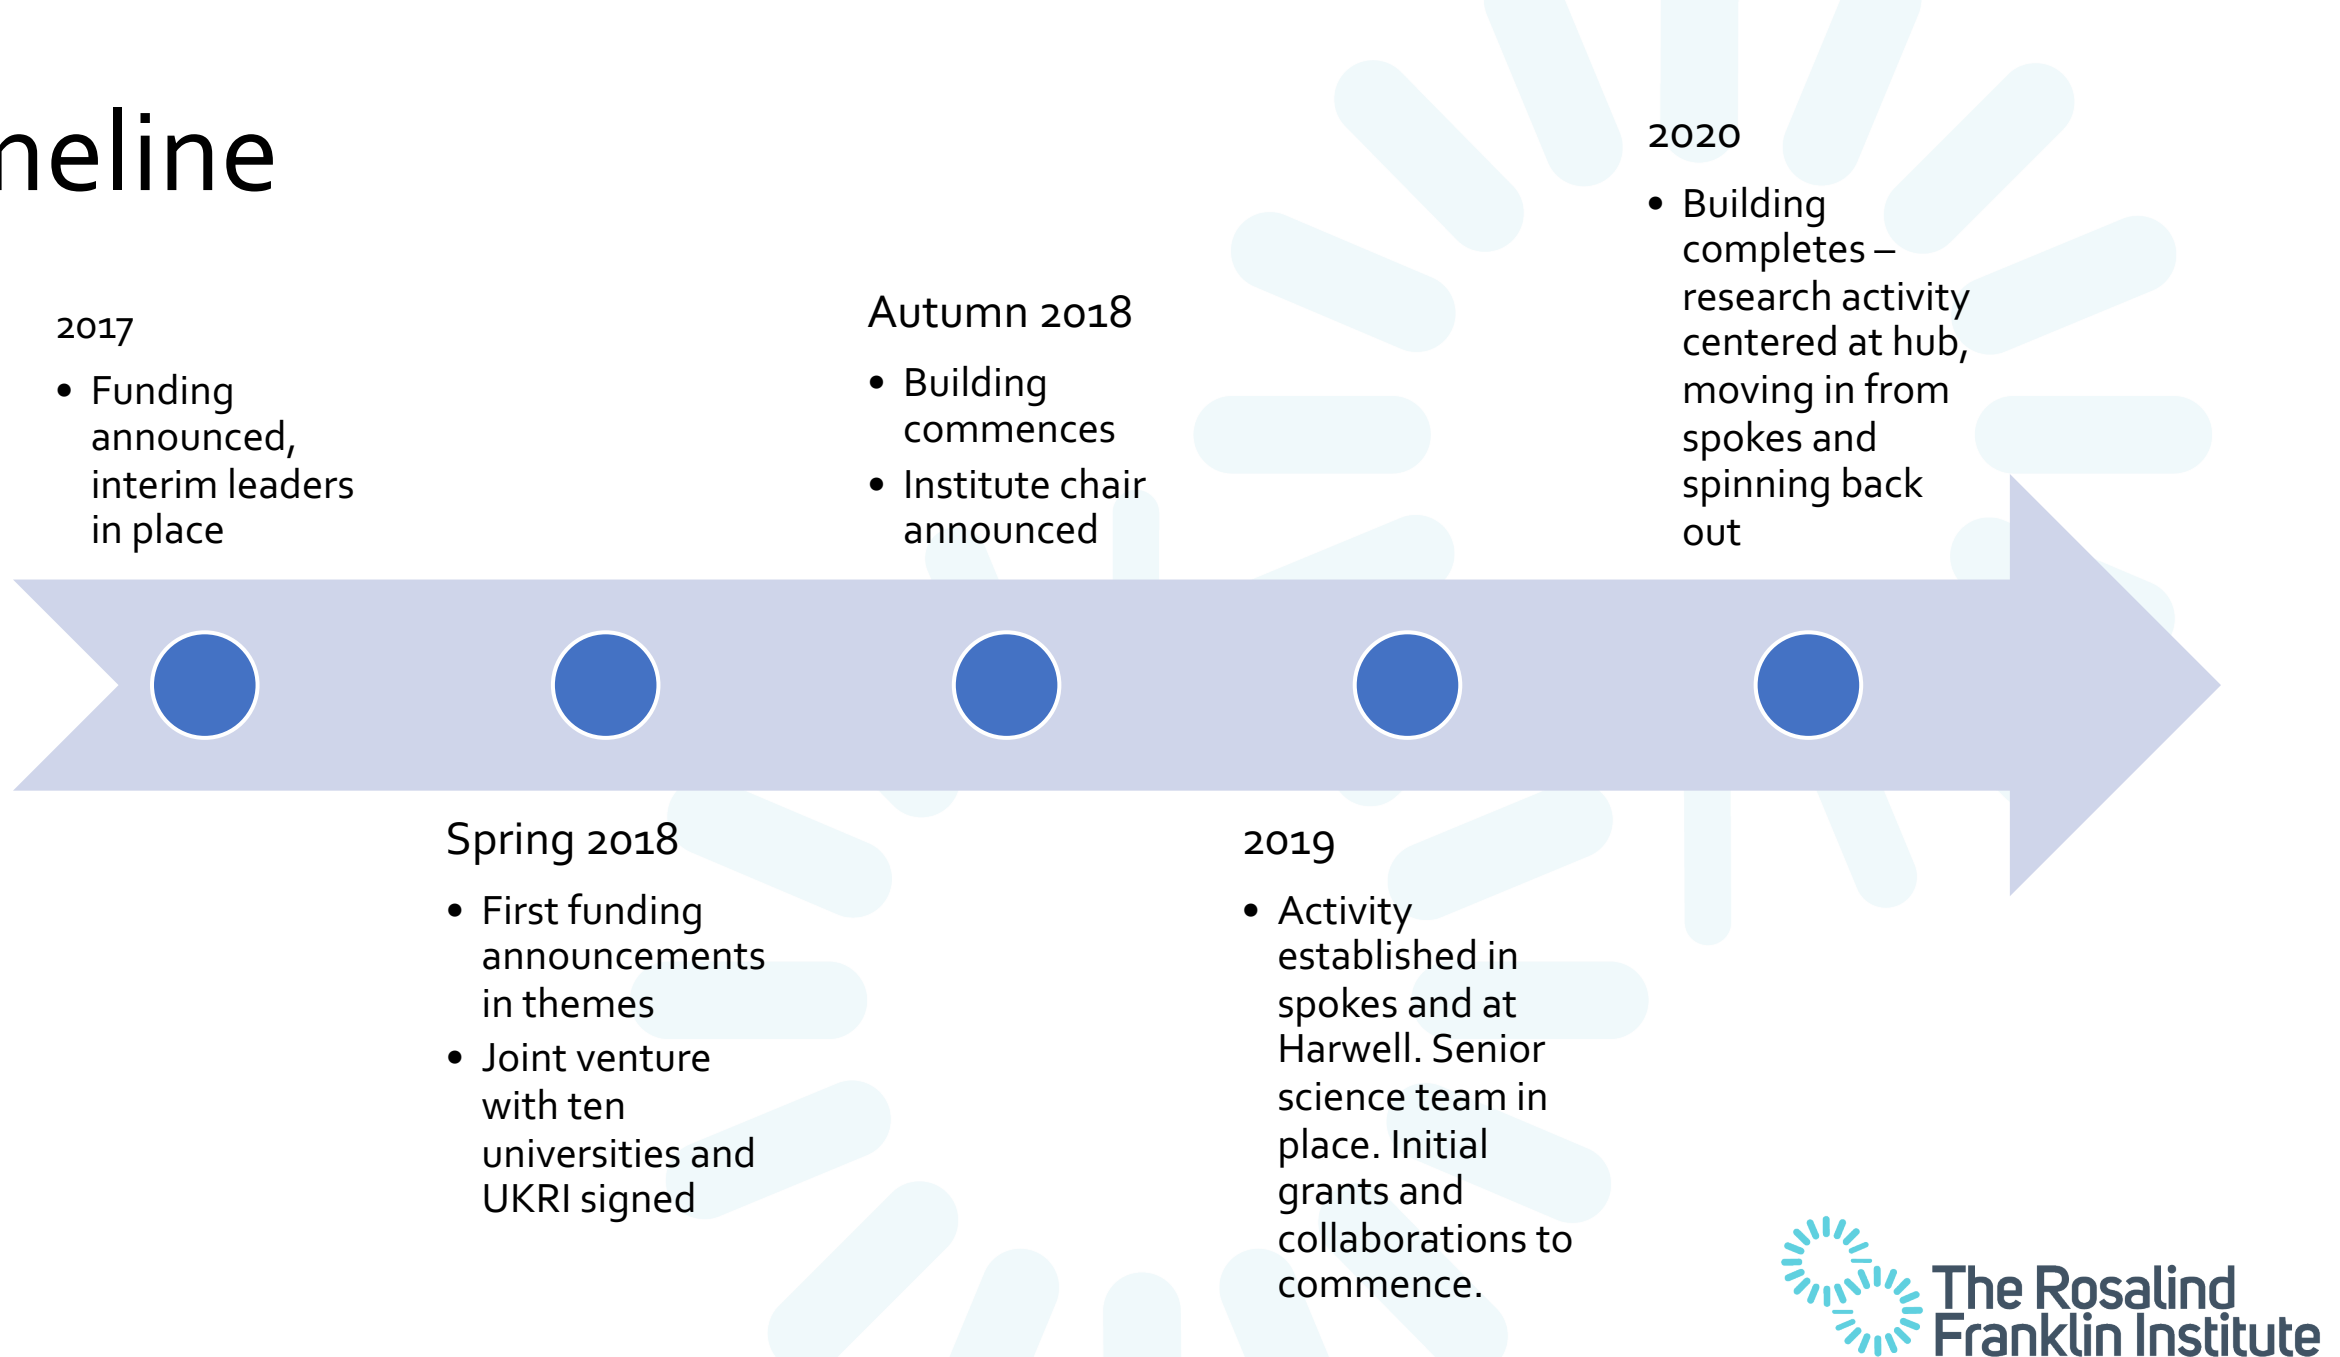 meline
2017
• Funding
announced,
interim leaders
in place
Spring 2018
• First funding
announcements
in themes
• Joint venture
with ten
universities and
UKRI signed
Autumn 2018
• Building
commences
• Institute chair
announced
2019
• Activity
established in
spokes and at
Harwell. Senior
science team in
place. Initial
grants and
collaborations to
commence.
2020
• Building
completes –
research activity
centered at hub,
moving in from
spokes and
spinning back
out
The Rosalind
Franklin Institute